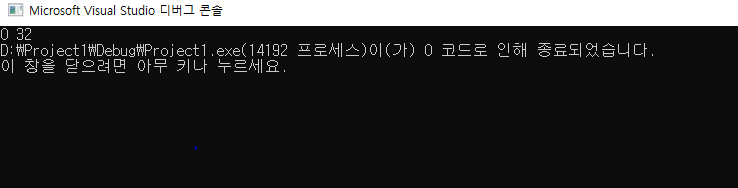 Microsoft Visual Studio 디버그 콘솔
0 32
D:\Project1\Debug\Project1.exe(14192 프로세스)이(가) 0 코드로 인해 종료되었습니다.
이 창을 닫으려면 아무 키나 누르세요.